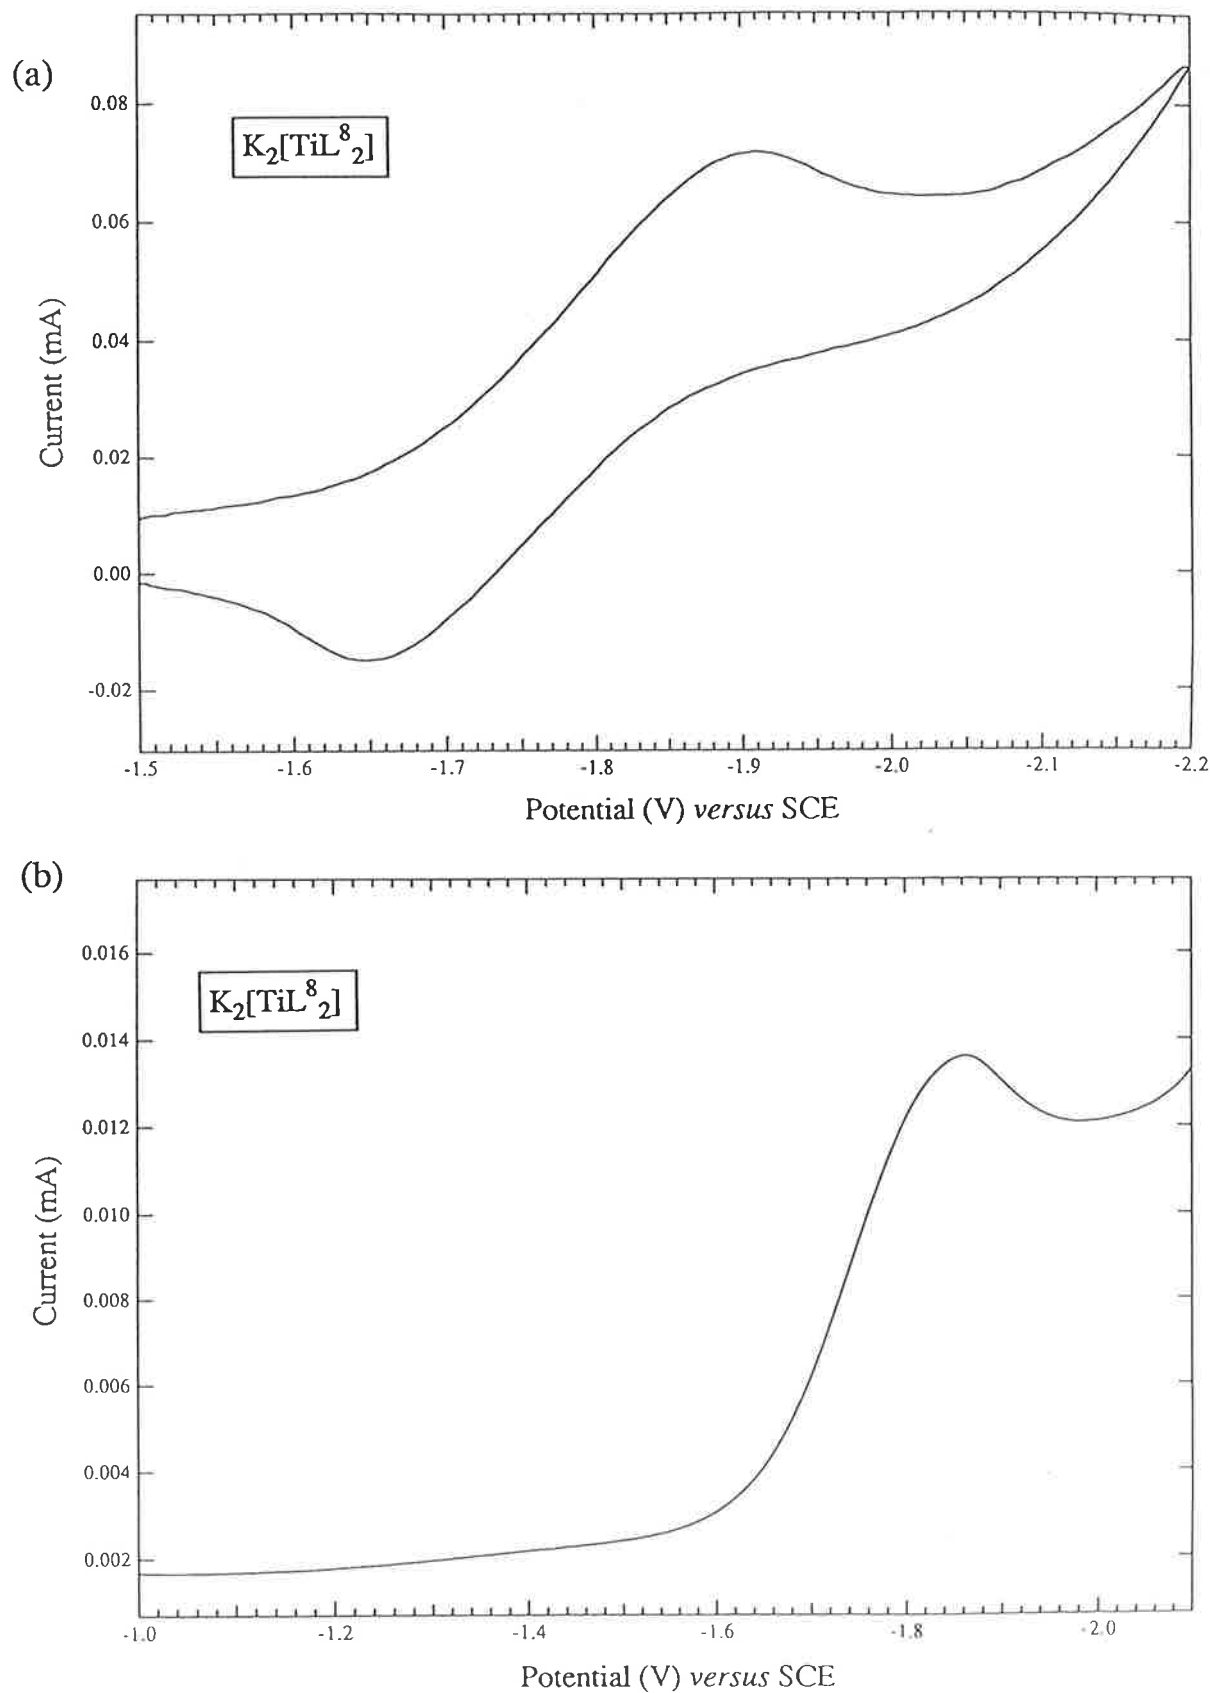 (a)
K₂[TiL⁸₂]
Current (mA)
0.08
0.06
0.04
0.02
0.00
-0.02
-1.5 -1.6 -1.7 -1.8 -1.9 -2.0 -2.1 -2.2
Potential (V) versus SCE
(b)
K₂[TiL⁸₂]
Current (mA)
0.016
0.014
0.012
0.010
0.008
0.006
0.004
0.002
-1.0 -1.2 -1.4 -1.6 -1.8 -2.0
Potential (V) versus SCE